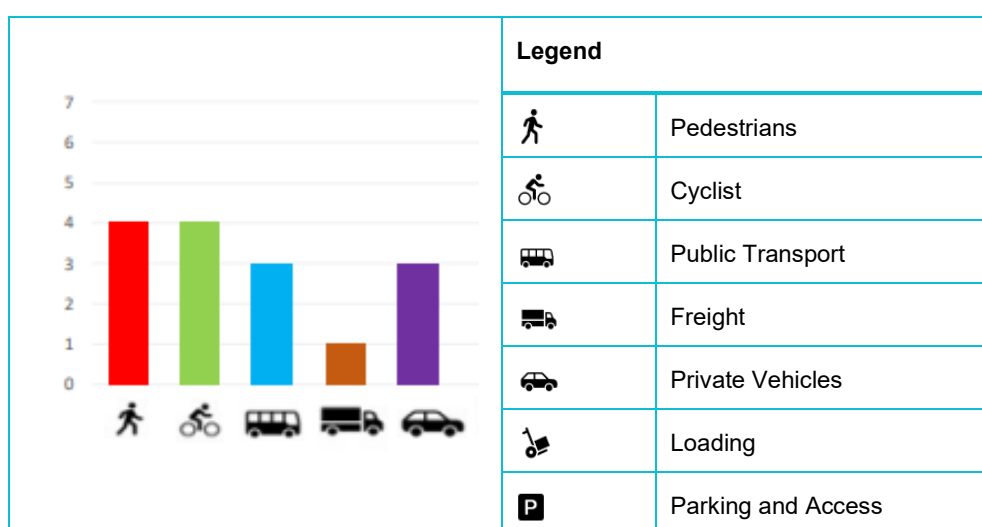 7
6
5
4
3
2
1
0
Legend
Pedestrians
Cyclist
Public Transport
Freight
Private Vehicles
Loading
P Parking and Access